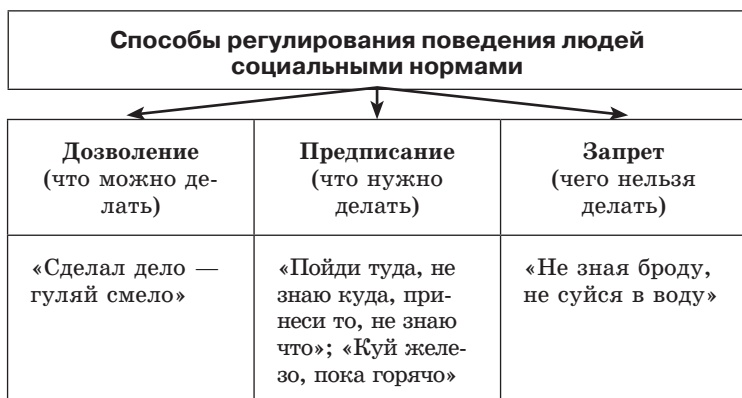 Способы регулирования поведения людей
социальными нормами
Дозволение
(что можно де-
лать)
Предписание
(что нужно
делать)
Запрет
(чего нельзя
делать)
«Сделал дело —
гуляй смело»
«Пойди туда, не
знаю куда, при-
неси то, не знаю
что»; «Куй желе-
зо, пока горячо»
«Не зная броду,
не суйся в воду»